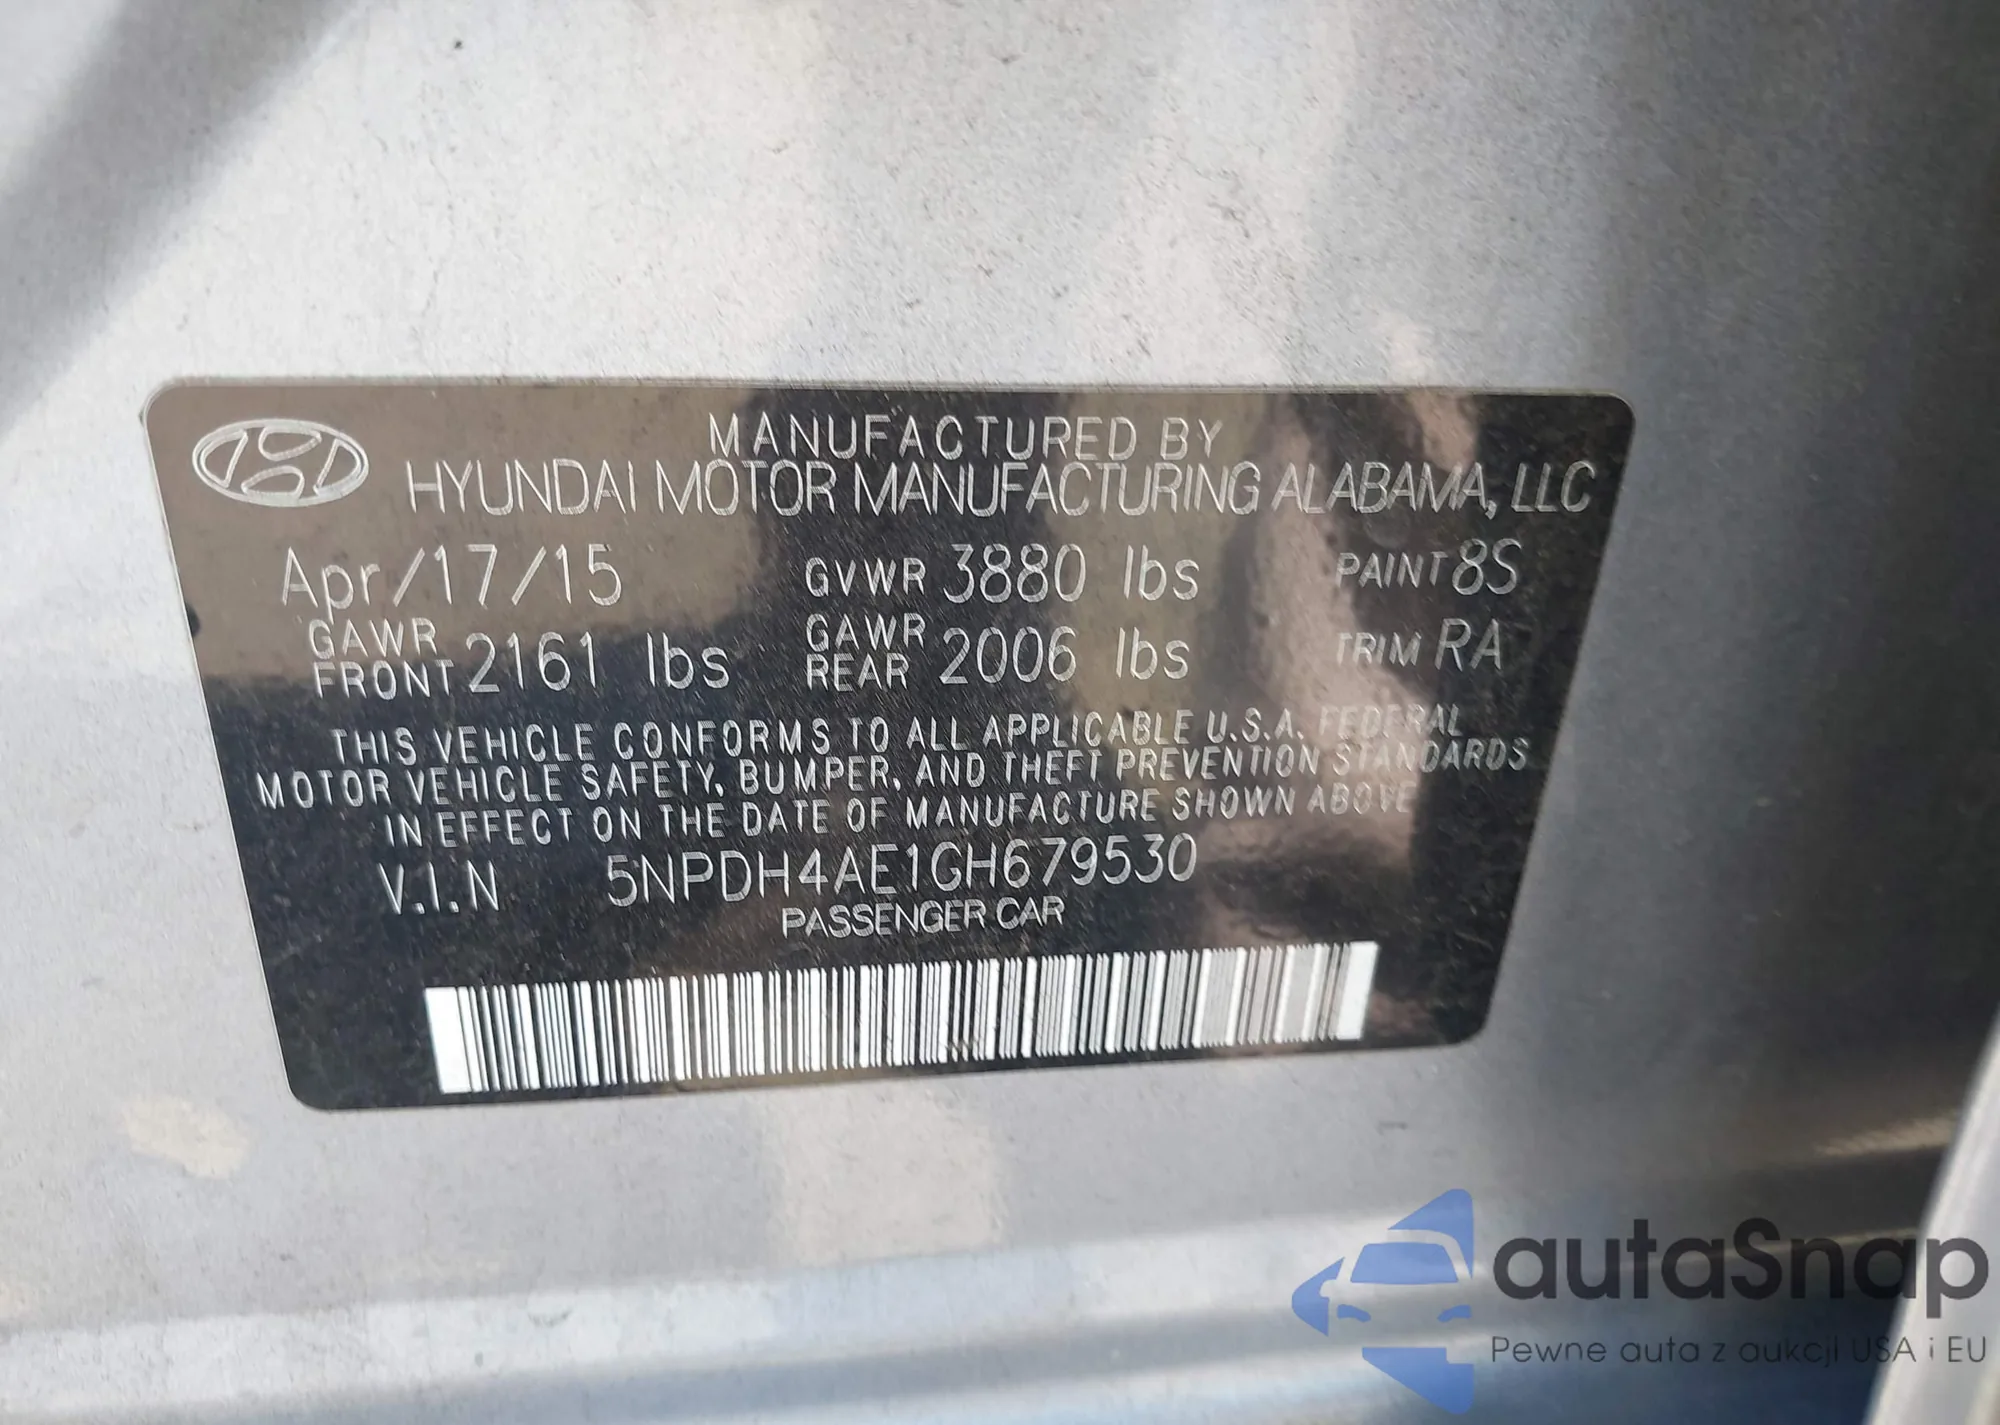 MANUFACTURED BY
HYUNDAI MOTOR MANUFACTURING ALABAMA, LLC
Apr/17/15 GVWR 3880 lbs PAINT 8S
GAWR FRONT 2161 lbs GAWR REAR 2006 lbs TRIM RA
THIS VEHICLE CONFORMS TO ALL APPLICABLE U.S.A. FEDERAL
MOTOR VEHICLE SAFETY, BUMPER, AND THEFT PREVENTION STANDARDS
IN EFFECT ON THE DATE OF MANUFACTURE SHOWN ABOVE
V.I.N 5NPDH4AE1GH679530
PASSENGER CAR
autaSnap
Pewne auta z aukcji USA i EU